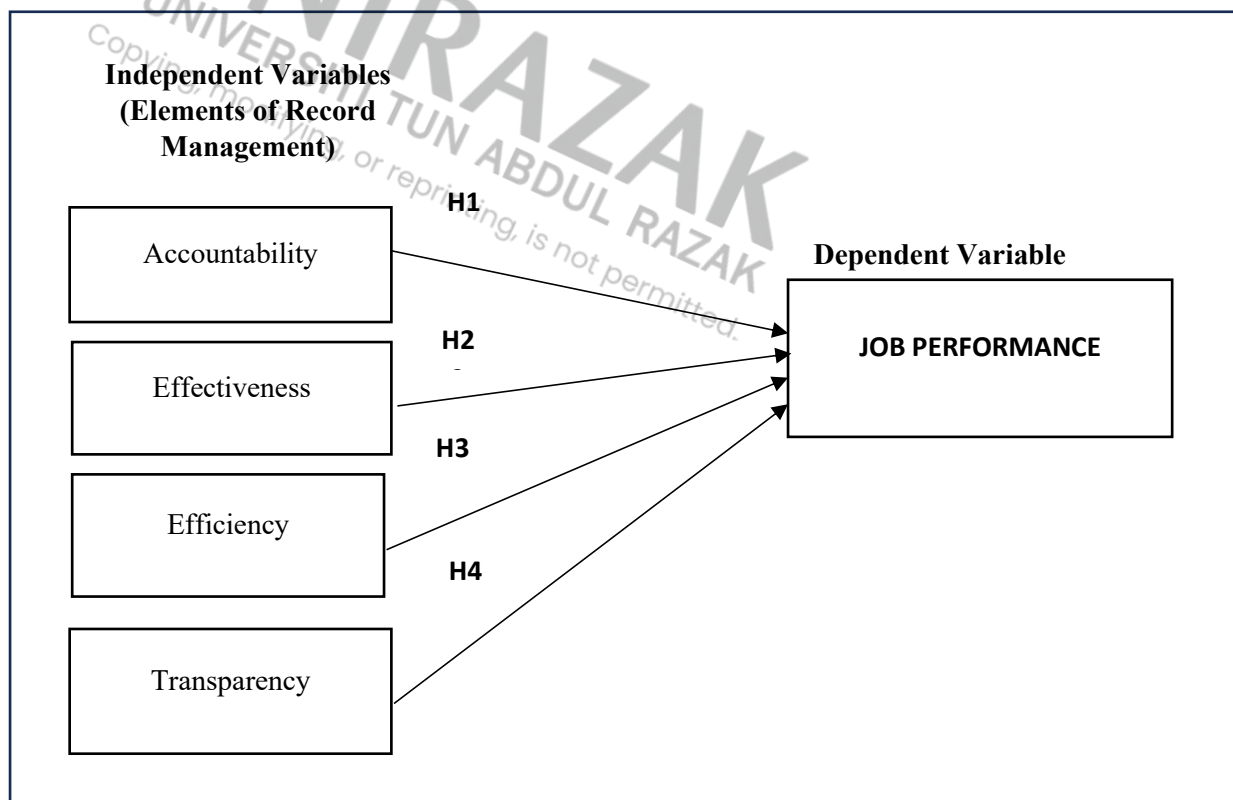 NIRAZAK
UNIVERSITI TUN ABDUL RAZAK
Copying, modifying, or reprinting, is not permitted.
Independent Variables
(Elements of Record
Management)
H1
Accountability
Dependent Variable
H2
JOB PERFORMANCE
Effectiveness
H3
Efficiency
H4
Transparency